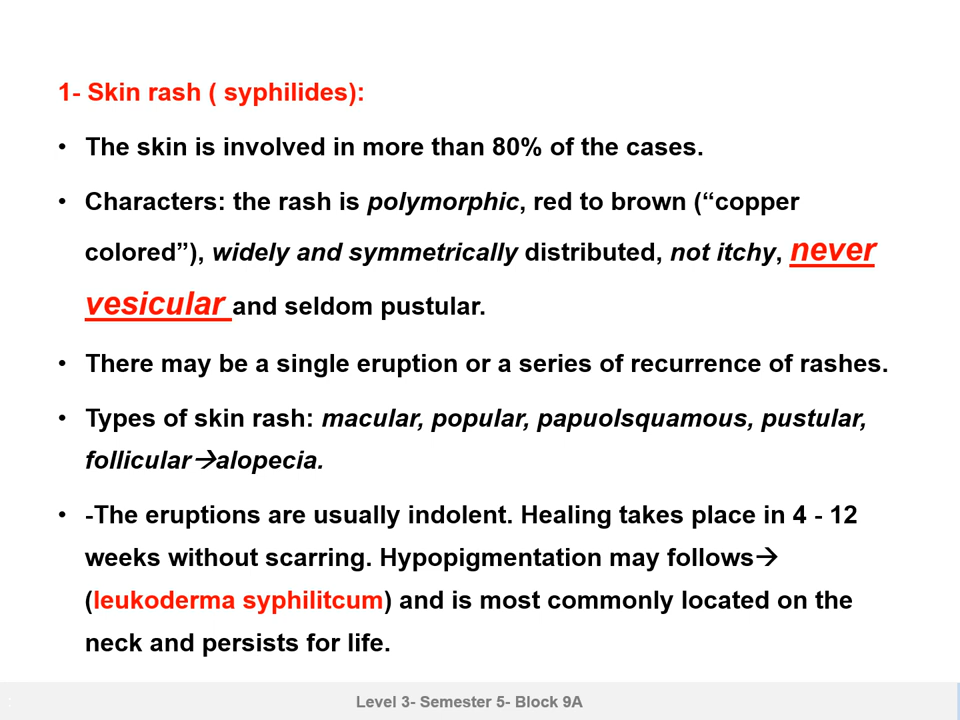 1- Skin rash ( syphilides):
• The skin is involved in more than 80% of the cases.
• Characters: the rash is polymorphic, red to brown (“copper
colored”), widely and symmetrically distributed, not itchy, never
vesicular and seldom pustular.
• There may be a single eruption or a series of recurrence of rashes.
• Types of skin rash: macular, popular, papuolsquamous, pustular,
follicular→alopecia.
• -The eruptions are usually indolent. Healing takes place in 4 - 12
weeks without scarring. Hypopigmentation may follows→
(leukoderma syphilitcum) and is most commonly located on the
neck and persists for life.
Level 3- Semester 5- Block 9A